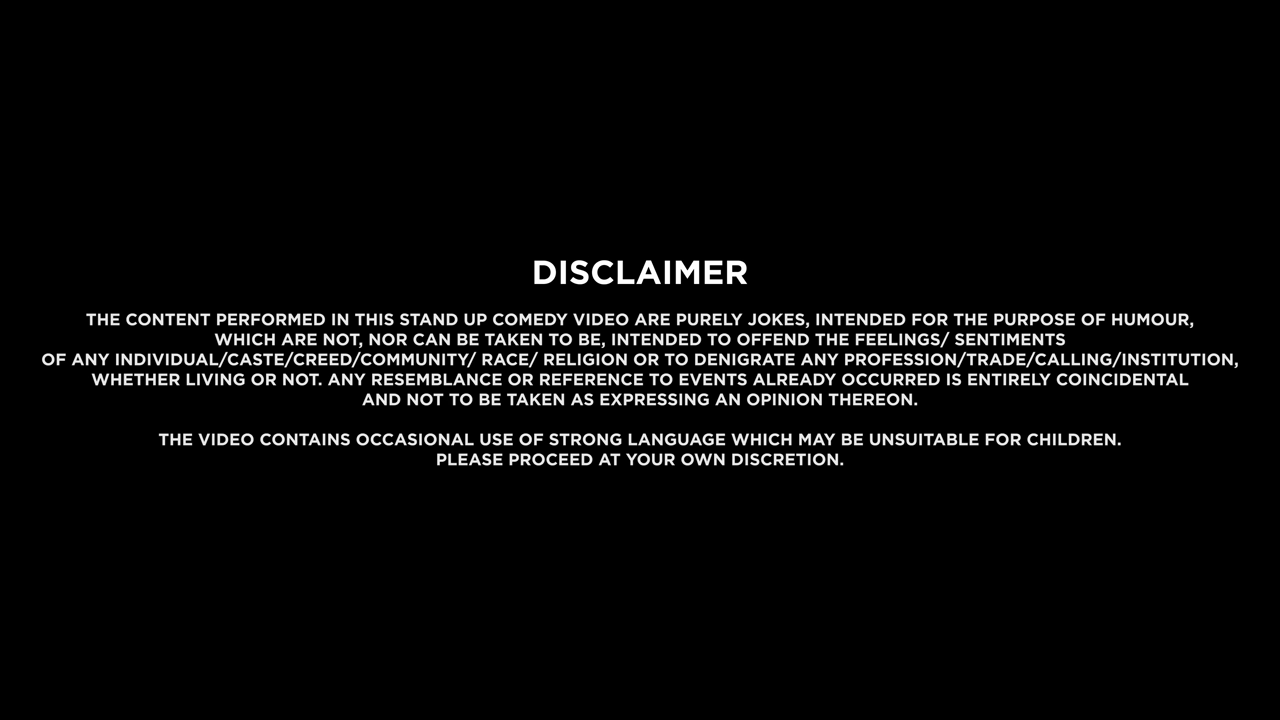 DISCLAIMER
THE CONTENT PERFORMED IN THIS STAND UP COMEDY VIDEO ARE PURELY JOKES, INTENDED FOR THE PURPOSE OF HUMOUR,
WHICH ARE NOT, NOR CAN BE TAKEN TO BE, INTENDED TO OFFEND THE FEELINGS/ SENTIMENTS
OF ANY INDIVIDUAL/CASTE/CREED/COMMUNITY/ RACE/ RELIGION OR TO DENIGRATE ANY PROFESSION/TRADE/CALLING/INSTITUTION,
WHETHER LIVING OR NOT. ANY RESEMBLANCE OR REFERENCE TO EVENTS ALREADY OCCURRED IS ENTIRELY COINCIDENTAL
AND NOT TO BE TAKEN AS EXPRESSING AN OPINION THEREON.
THE VIDEO CONTAINS OCCASIONAL USE OF STRONG LANGUAGE WHICH MAY BE UNSUITABLE FOR CHILDREN.
PLEASE PROCEED AT YOUR OWN DISCRETION.